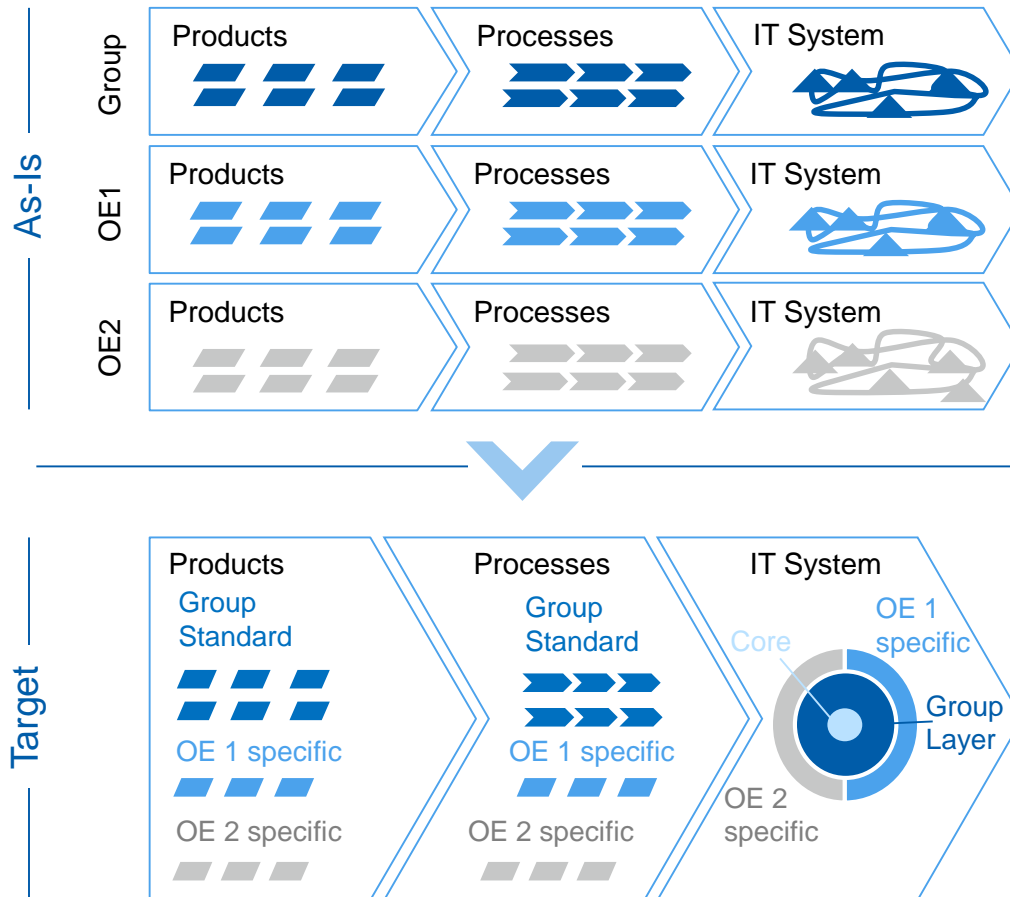 As-Is
Group
Products
Processes
IT System
OE1
Products
Processes
IT System
OE2
Products
Processes
IT System
Target
Products
Group
Standard
OE 1 specific
OE 2 specific
Processes
Group
Standard
OE 1 specific
OE 2 specific
IT System
OE 1
specific
Core
Group
Layer
OE 2
specific